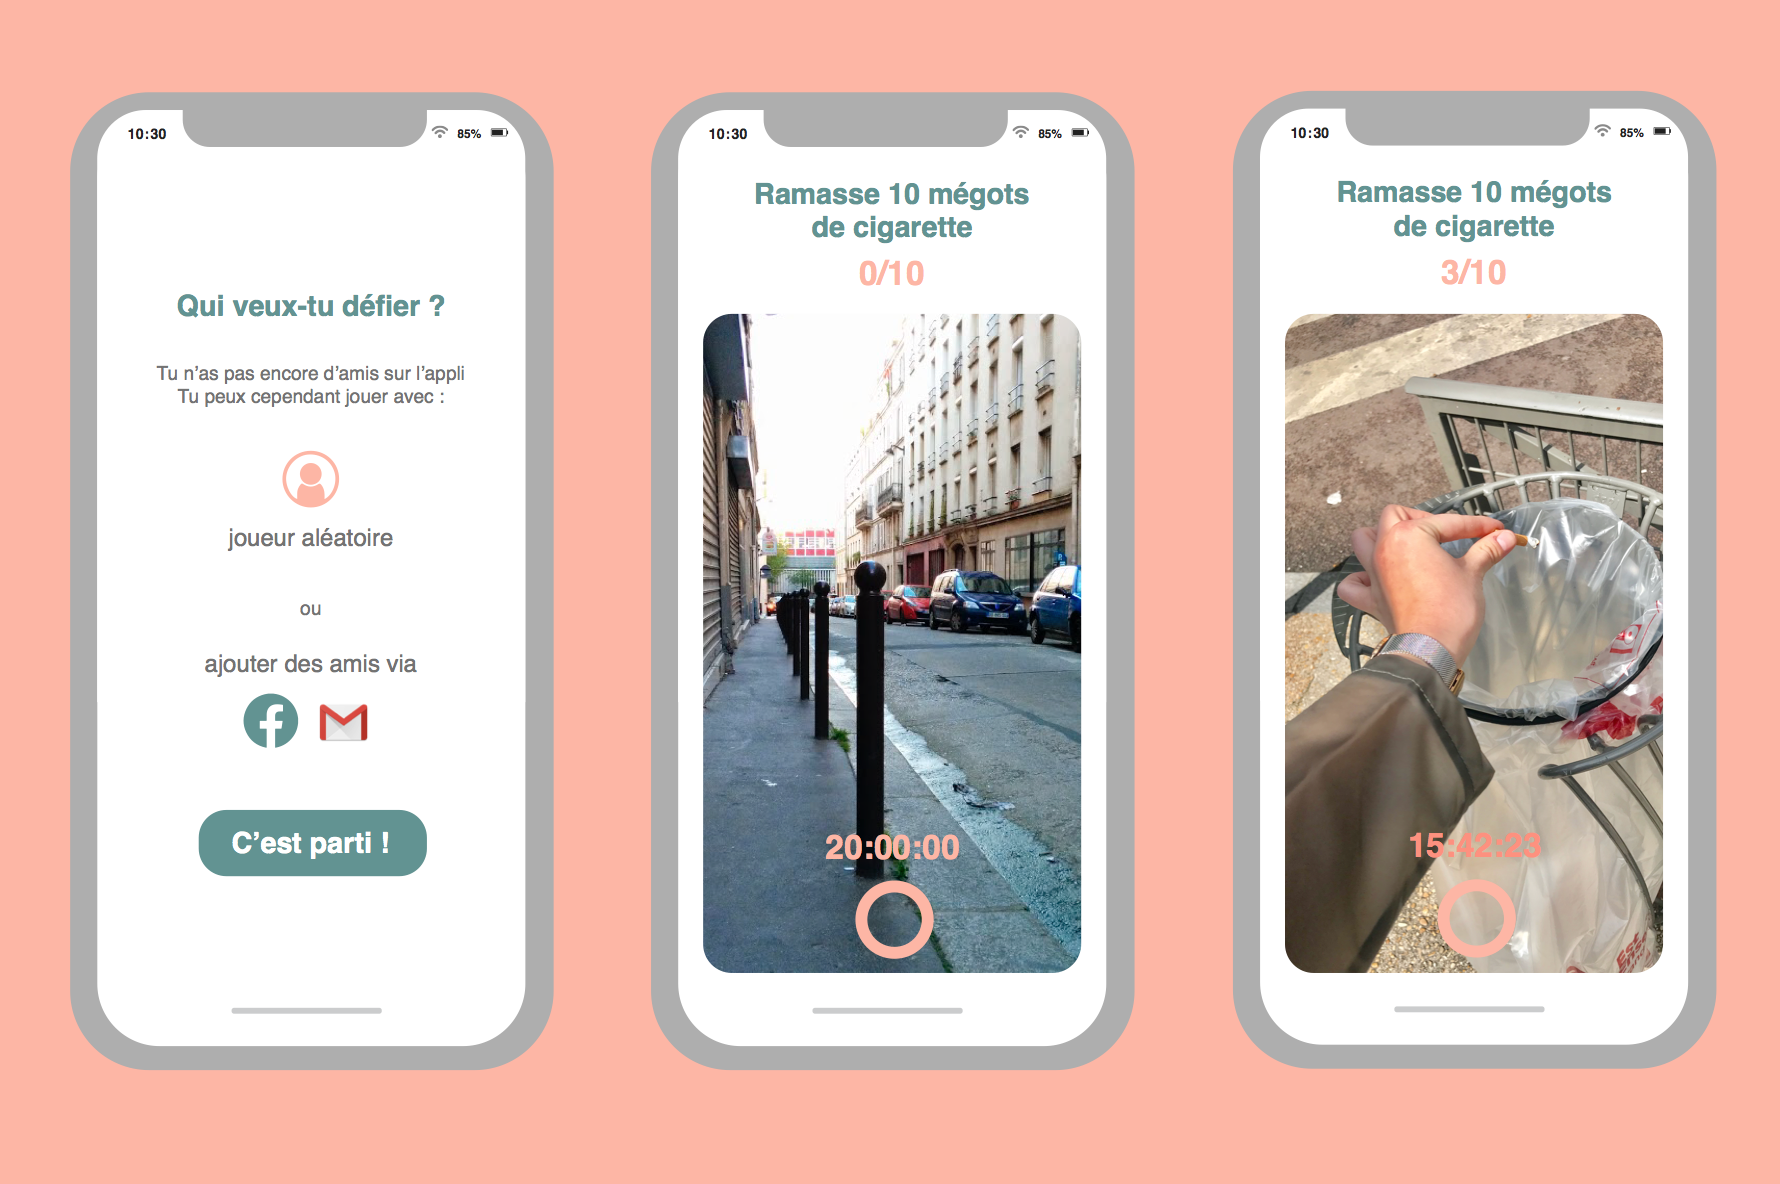 10:30
85%
Qui veux-tu défier ?
Tu n’as pas encore d’amis sur l’appli
Tu peux cependant jouer avec :
joueur aléatoire
ou
ajouter des amis via
C’est parti !
10:30
85%
Ramasse 10 mégots
de cigarette
0/10
20:00:00
10:30
85%
Ramasse 10 mégots
de cigarette
3/10
15:42:23